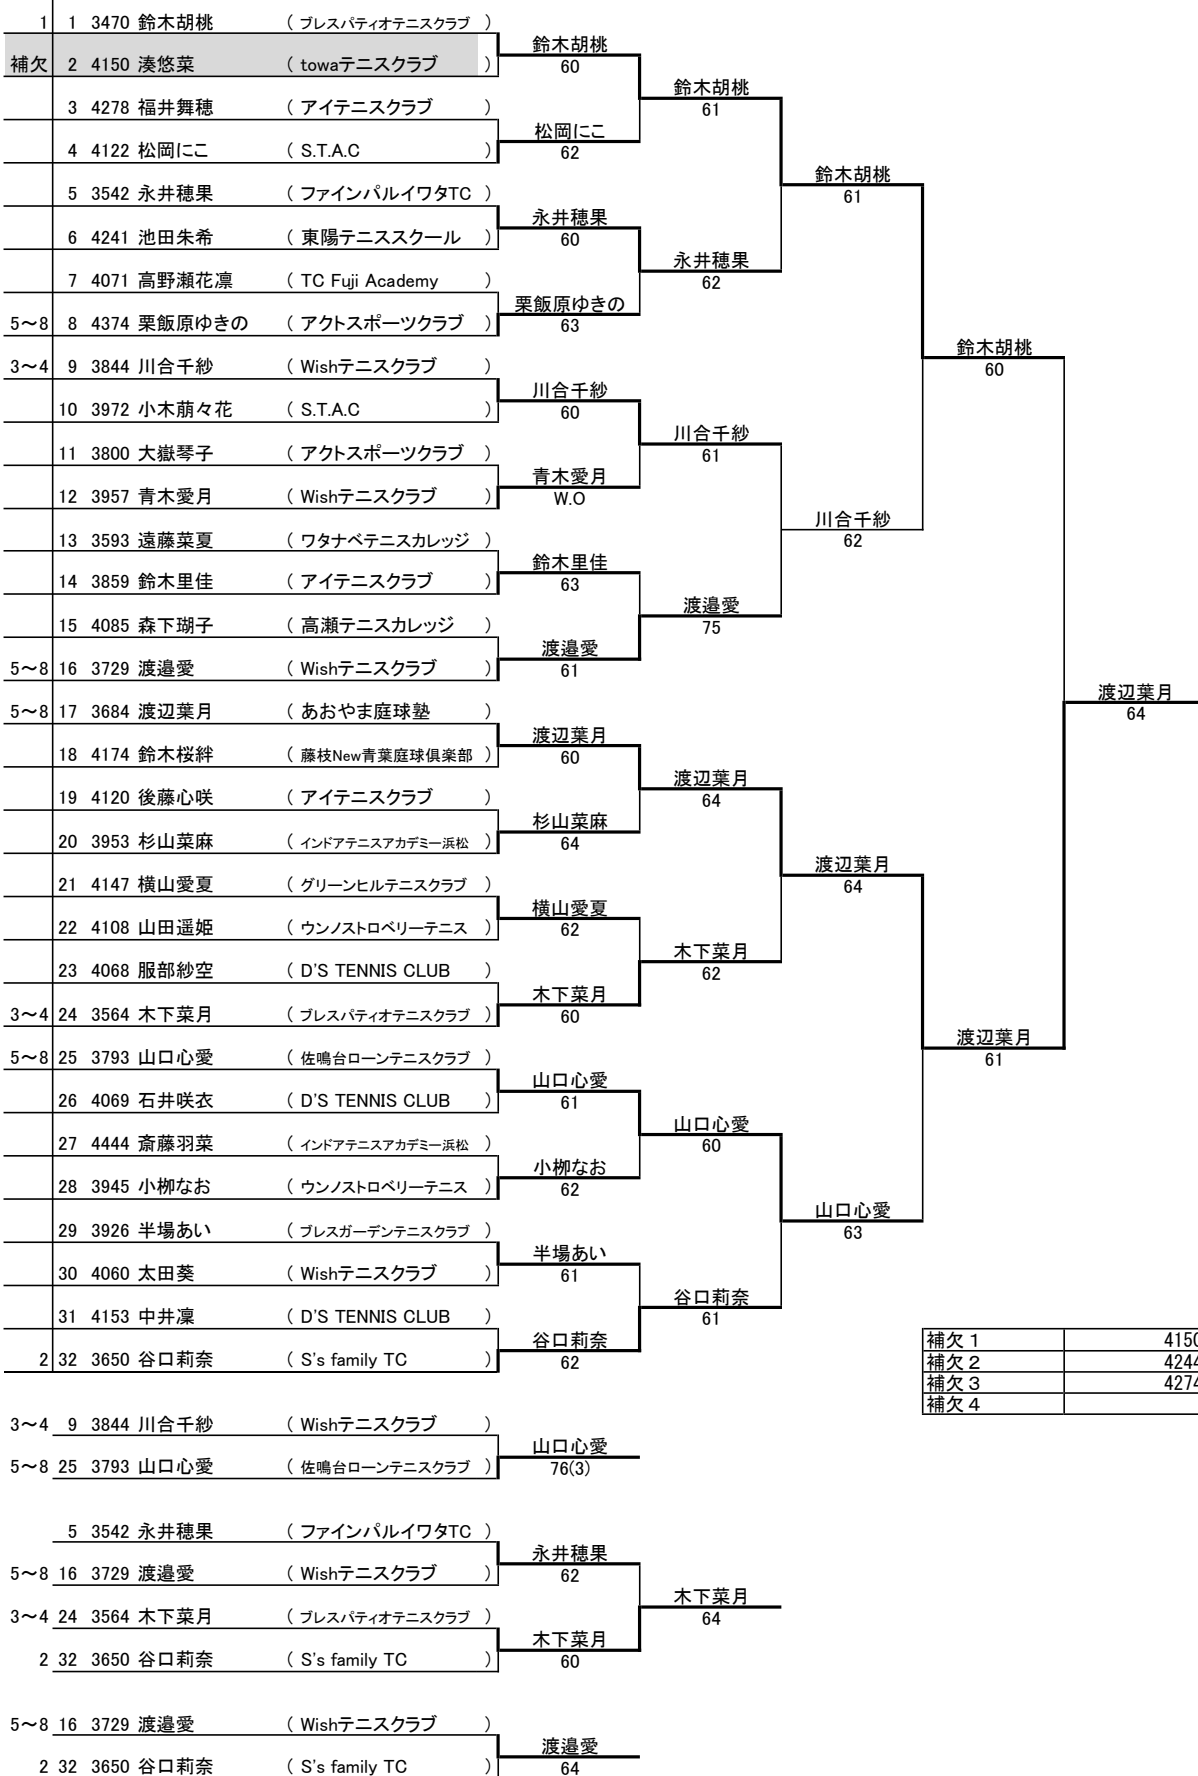 1 1 3470 鈴木胡桃 ( ブレスパティオテニスクラブ )
鈴木胡桃
60
補欠 2 4150 湊悠菜 ( towaテニスクラブ )
鈴木胡桃
61
3 4278 福井舞穂 ( アイテニスクラブ )
松岡にこ
62
4 4122 松岡にこ ( S.T.A.C )
鈴木胡桃
61
5 3542 永井穂果 ( ファインパルイワタTC )
永井穂果
60
6 4241 池田朱希 ( 東陽テニススクール )
永井穂果
62
7 4071 高野瀬花凛 ( TC Fuji Academy )
栗飯原ゆきの
63
5～8 8 4374 栗飯原ゆきの ( アクトスポーツクラブ )
鈴木胡桃
60
3～4 9 3844 川合千紗 ( Wishテニスクラブ )
川合千紗
60
10 3972 小木萠々花 ( S.T.A.C )
川合千紗
61
11 3800 大嶽琴子 ( アクトスポーツクラブ )
青木愛月
W.O
12 3957 青木愛月 ( Wishテニスクラブ )
川合千紗
62
13 3593 遠藤菜夏 ( ワタナベテニスカレッジ )
鈴木里佳
63
14 3859 鈴木里佳 ( アイテニスクラブ )
渡邉愛
75
15 4085 森下瑚子 ( 高瀬テニスカレッジ )
渡邉愛
61
5～8 16 3729 渡邉愛 ( Wishテニスクラブ )
渡辺葉月
64
5～8 17 3684 渡辺葉月 ( あおやま庭球塾 )
渡辺葉月
60
18 4174 鈴木桜絆 ( 藤枝New青葉庭球倶楽部 )
渡辺葉月
64
19 4120 後藤心咲 ( アイテニスクラブ )
杉山菜麻
64
20 3953 杉山菜麻 ( インドアテニスアカデミー浜松 )
渡辺葉月
64
21 4147 横山愛夏 ( グリーンヒルテニスクラブ )
横山愛夏
62
22 4108 山田遥姫 ( ウンノストロベリーテニス )
木下菜月
62
23 4068 服部紗空 ( D'S TENNIS CLUB )
木下菜月
60
3～4 24 3564 木下菜月 ( ブレスパティオテニスクラブ )
渡辺葉月
61
5～8 25 3793 山口心愛 ( 佐鳴台ローンテニスクラブ )
山口心愛
61
26 4069 石井咲衣 ( D'S TENNIS CLUB )
山口心愛
60
27 4444 斎藤羽菜 ( インドアテニスアカデミー浜松 )
小栁なお
62
28 3945 小栁なお ( ウンノストロベリーテニス )
山口心愛
63
29 3926 半場あい ( ブレスガーデンテニスクラブ )
半場あい
61
30 4060 太田葵 ( Wishテニスクラブ )
谷口莉奈
61
31 4153 中井凜 ( D'S TENNIS CLUB )
谷口莉奈
62
2 32 3650 谷口莉奈 ( S's family TC )
補欠1 4150
補欠2 4244
補欠3 4274
補欠4
3～4 9 3844 川合千紗 ( Wishテニスクラブ )
山口心愛
76(3)
5～8 25 3793 山口心愛 ( 佐鳴台ローンテニスクラブ )
5 3542 永井穂果 ( ファインパルイワタTC )
永井穂果
62
5～8 16 3729 渡邉愛 ( Wishテニスクラブ )
木下菜月
64
3～4 24 3564 木下菜月 ( ブレスパティオテニスクラブ )
木下菜月
60
2 32 3650 谷口莉奈 ( S's family TC )
5～8 16 3729 渡邉愛 ( Wishテニスクラブ )
渡邉愛
64
2 32 3650 谷口莉奈 ( S's family TC )